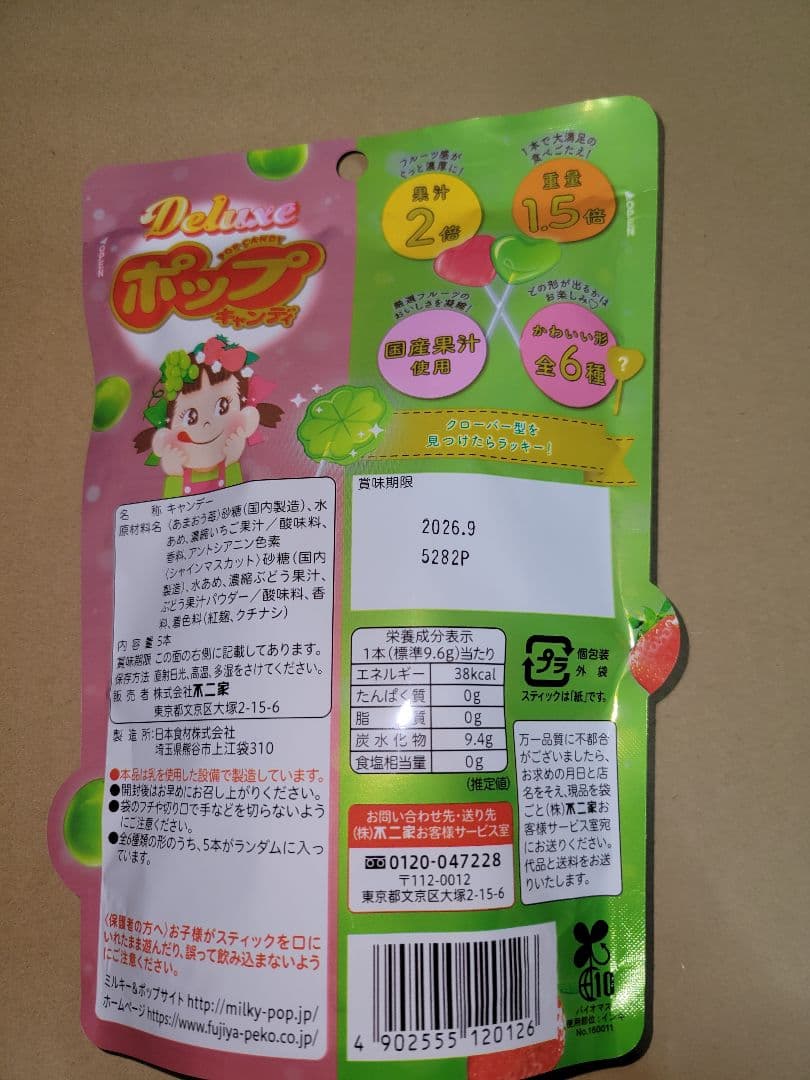 Deluxe
POP CANDY
ポップ
キャンディ
フルーツ感が
ぐっと濃厚に!
果汁
2倍
1本で大満足の
食べごたえ!
重量
1.5倍
厳選フルーツの
おいしさを凝縮!
国産果汁
使用
どの形が出るかは
お楽しみ♡
かわいい形
全6種
?
クローバー型を
見つけたらラッキー!
名 称 キャンデー
原材料名 〈あまおう苺〉砂糖(国内製造)、水
あめ、濃縮いちご果汁/酸味料、
香料、アントシアニン色素
〈シャインマスカット〉砂糖(国内
製造)、水あめ、濃縮ぶどう果汁、
ぶどう果汁パウダー/酸味料、香
料、着色料(紅麹、クチナシ)
内容量 5本
賞味期限 この面の右側に記載してあります。
保存方法 直射日光、高温、多湿をさけてください。
販売者 株式会社不二家
東京都文京区大塚2-15-6
製造所:日本食材株式会社
埼玉県熊谷市上江袋310
●本品は乳を使用した設備で製造しています。
●開封後はお早めにお召し上がりください。
●袋のフチや切り口で手などを切らないよう
にご注意ください。
●全6種類の形のうち、5本がランダムに入っ
ています。
〈保護者の方へ〉お子様がスティックを口に
いれたまま遊んだり、誤って飲み込まないよう
にご注意ください。
ミルキー&ポップサイト http://milky-pop.jp/
ホームページ https://www.fujiya-peko.co.jp/
賞味期限
2026.9
5282P
栄養成分表示
1本(標準9.6g)当たり
エネルギー 38kcal
たんぱく質 0g
脂質 0g
炭水化物 9.4g
食塩相当量 0g
(推定値)
プラ
個包装
外袋
スティックは「紙」です。
お問い合わせ先・送り先
(株)不二家お客様サービス室
0120-047228
〒112-0012
東京都文京区大塚2-15-6
万一品質に不都合
がございましたら、
お求めの月日と店
名をそえ、現品を袋
ごと(株)不二家お
客様サービス室宛
にお送りください。
代品と送料をお送
りいたします。
4 902555 120126
10
バイオマス
使用部位:インキ
No.160011